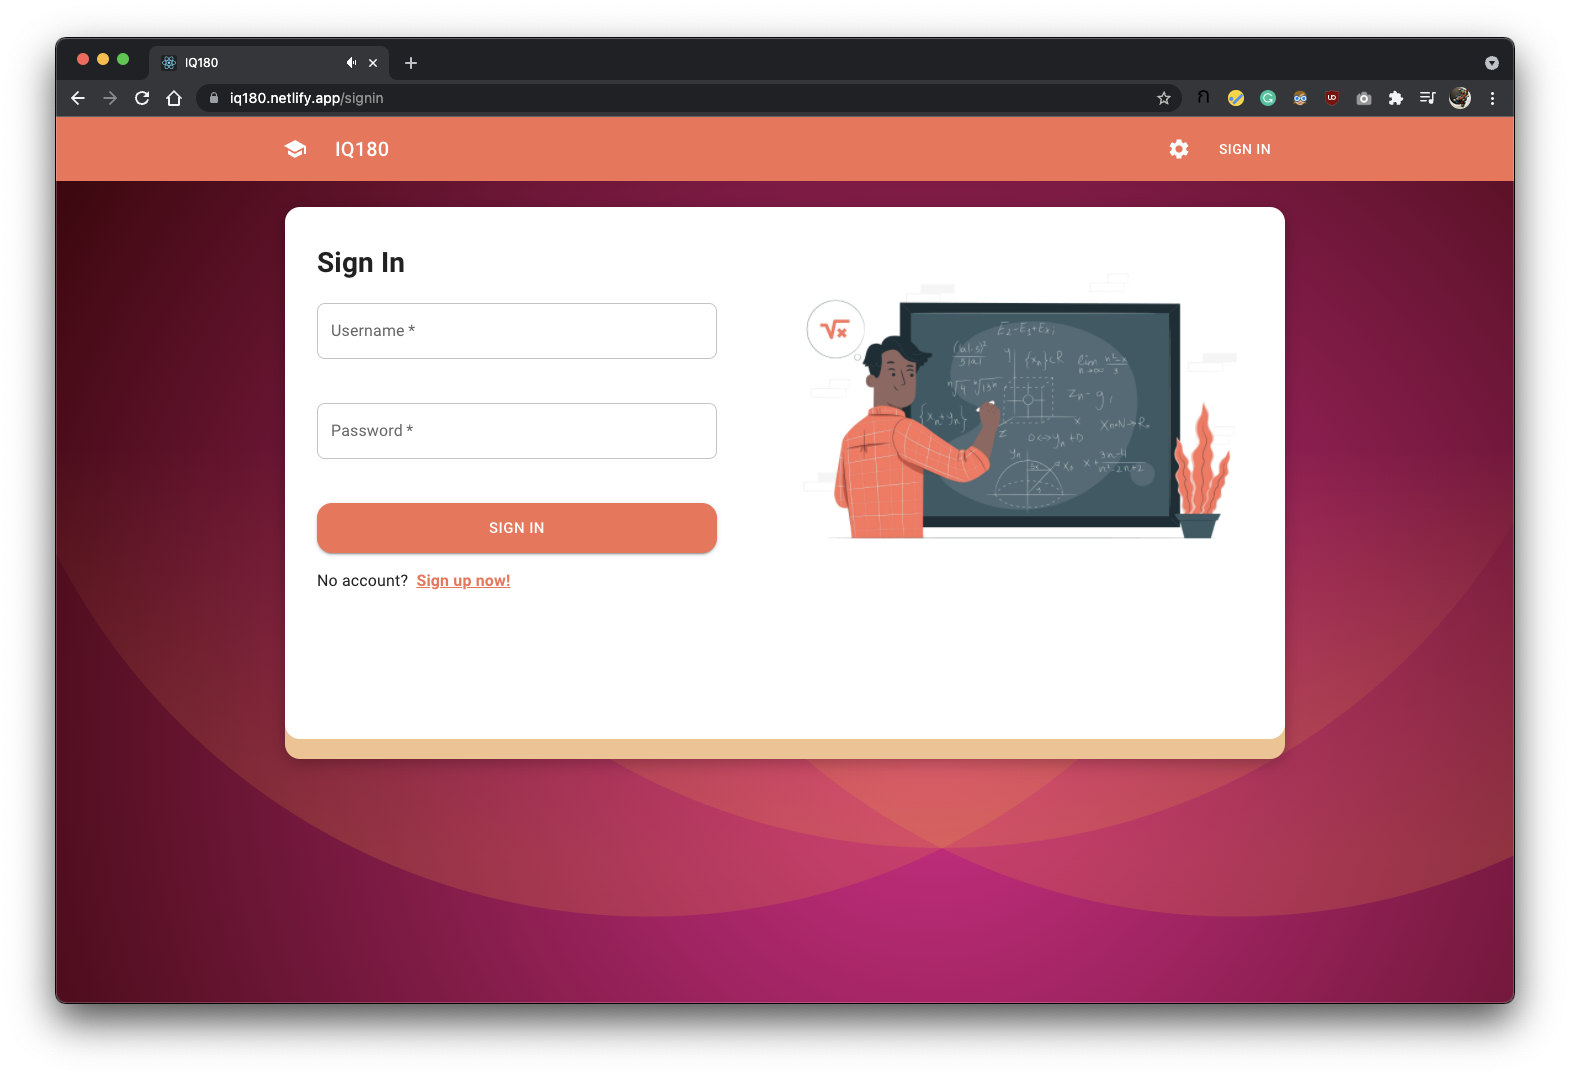 IQ180
iq180.netlify.app/signin
IQ180
SIGN IN
Sign In
Username *
Password *
SIGN IN
No account? Sign up now!